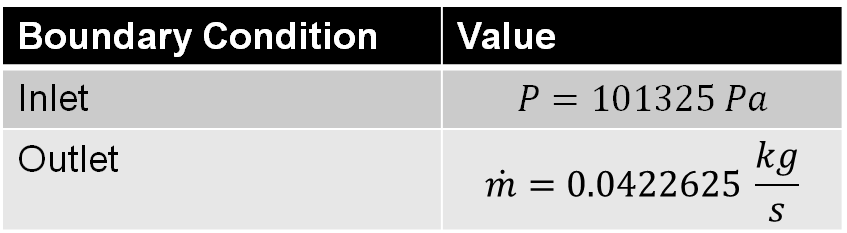 Boundary Condition Value
Inlet P = 101325 Pa
Outlet ṁ = 0.0422625 kg/s